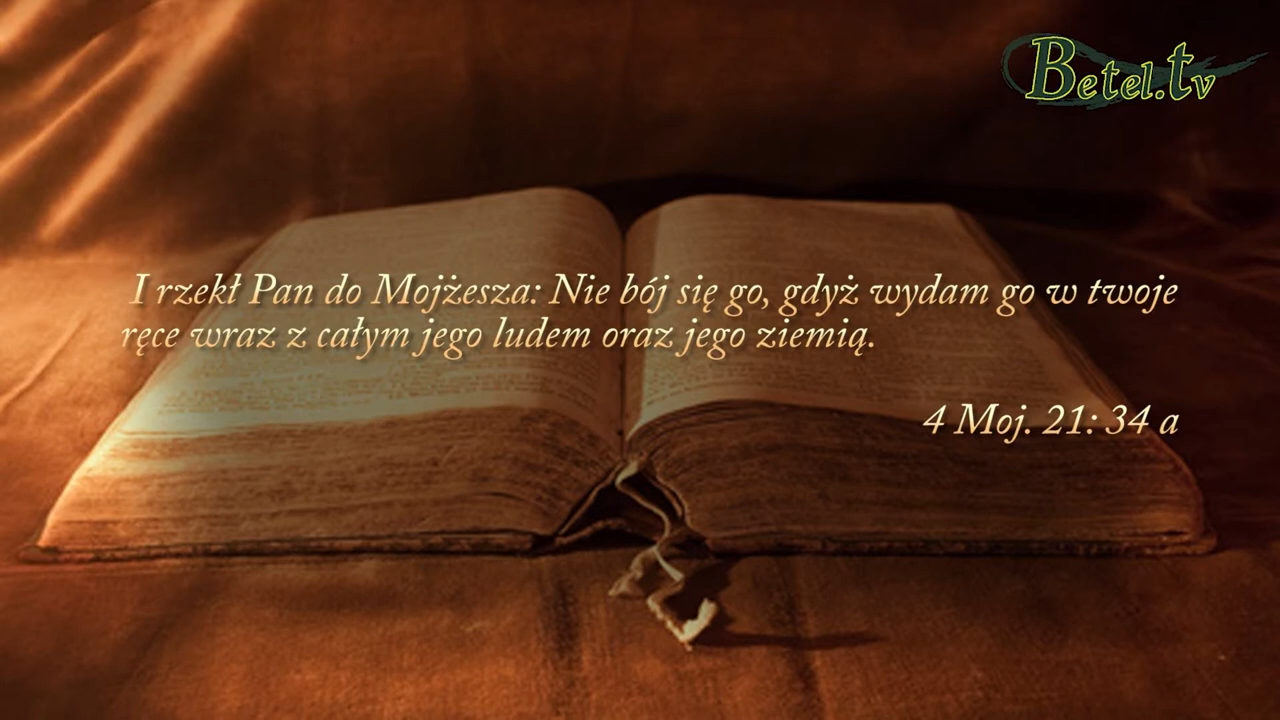 Betel.tv
I rzekł Pan do Mojżesza: Nie bój się go, gdyż wydam go w twoje
ręce wraz z całym jego ludem oraz jego ziemią.
4 Moj. 21: 34 a